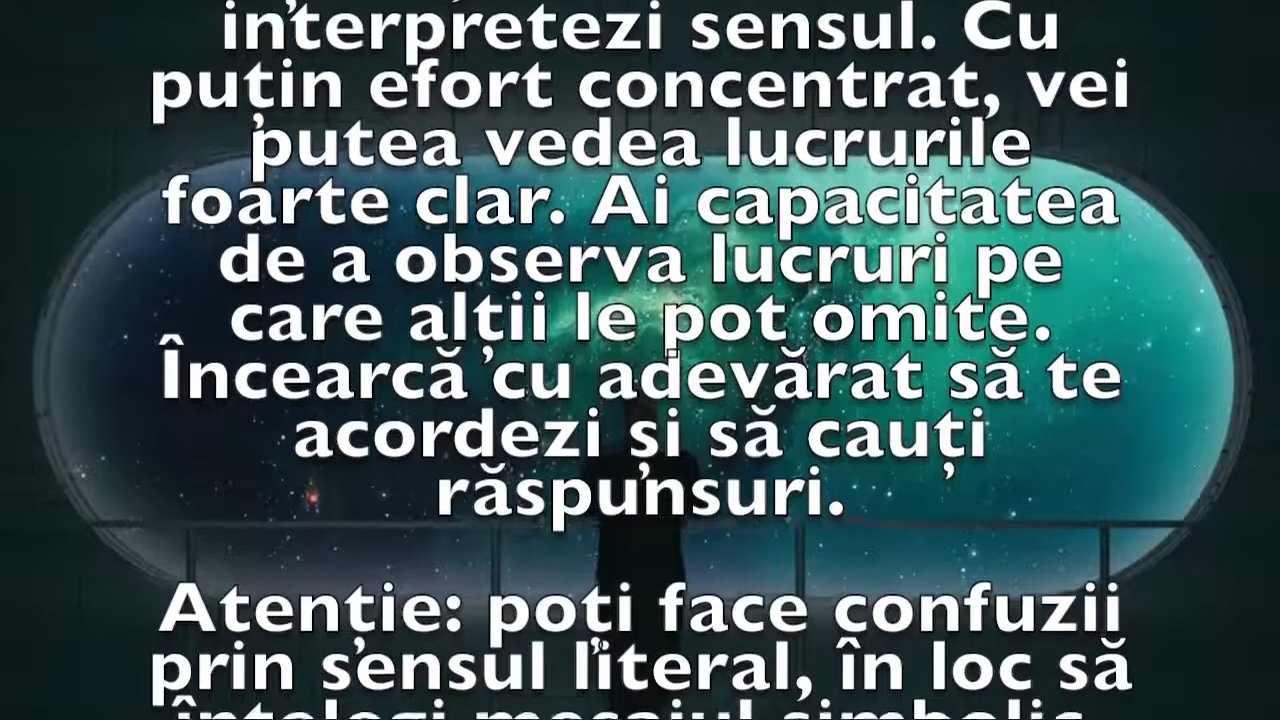 interpretezi sensul. Cu
puțin efort concentrat, vei
putea vedea lucrurile
foarte clar. Ai capacitatea
de a observa lucruri pe
care alții le pot omite.
Încearcă cu adevărat să te
acordezi și să cauți
răspunsuri.
Atenție: poți face confuzii
prin sensul literal, în loc să
înțelegi mesajul simbolic